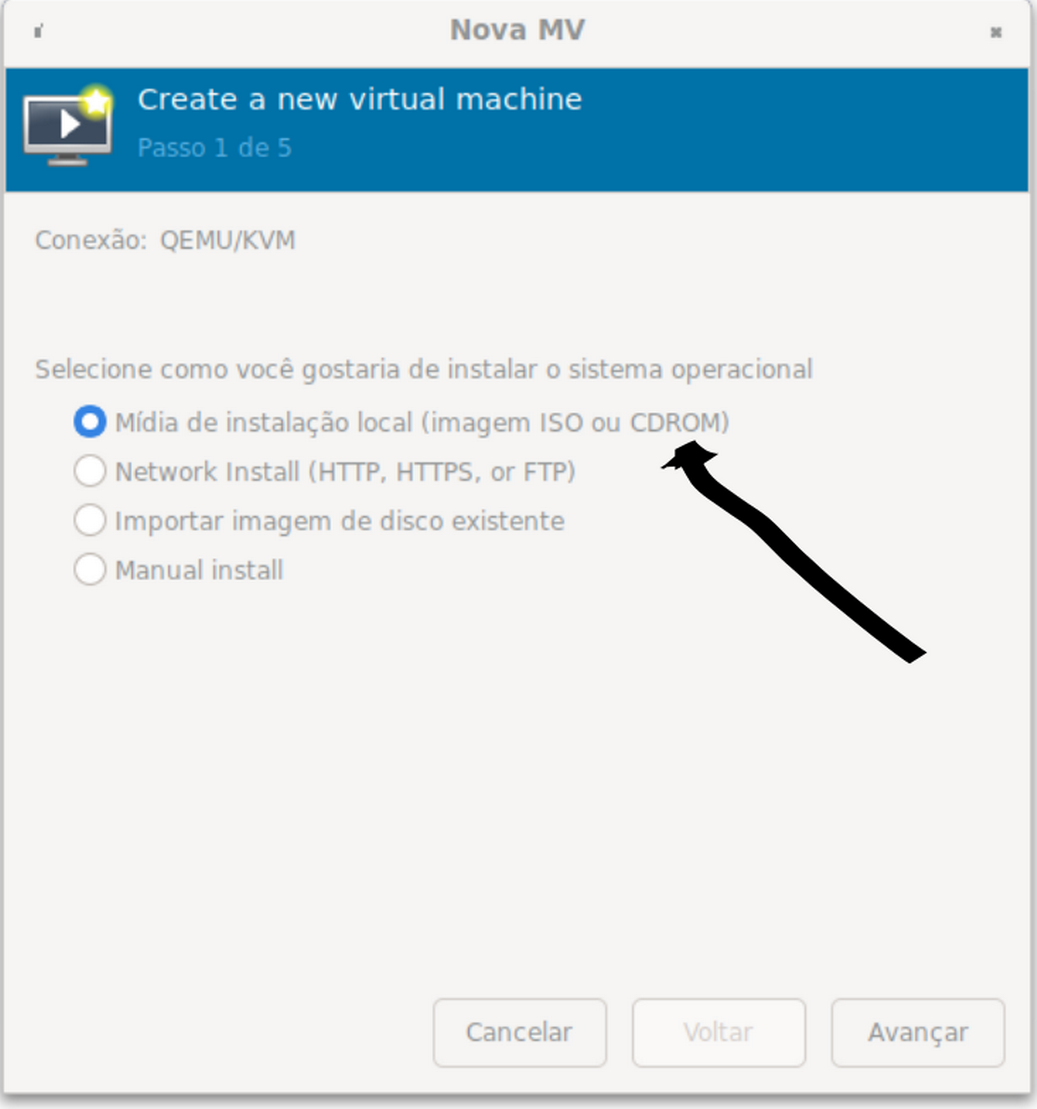 Nova MV
Create a new virtual machine
Passo 1 de 5
Conexão: QEMU/KVM
Selecione como você gostaria de instalar o sistema operacional
Mídia de instalação local (imagem ISO ou CDROM)
Network Install (HTTP, HTTPS, or FTP)
Importar imagem de disco existente
Manual install
Cancelar
Voltar
Avançar